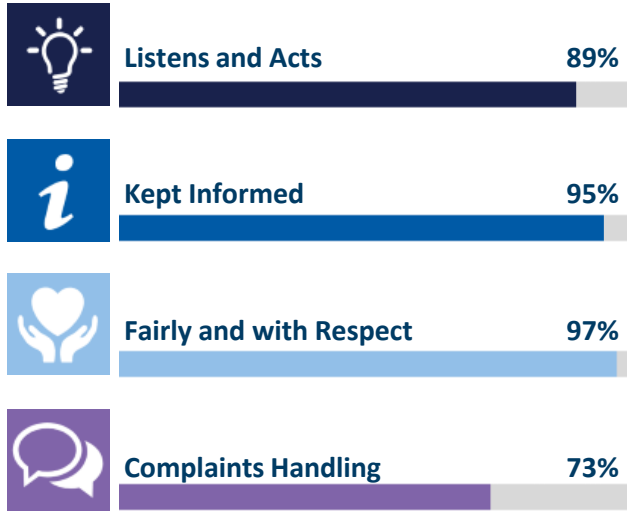 Listens and Acts 89%
Kept Informed 95%
Fairly and with Respect 97%
Complaints Handling 73%